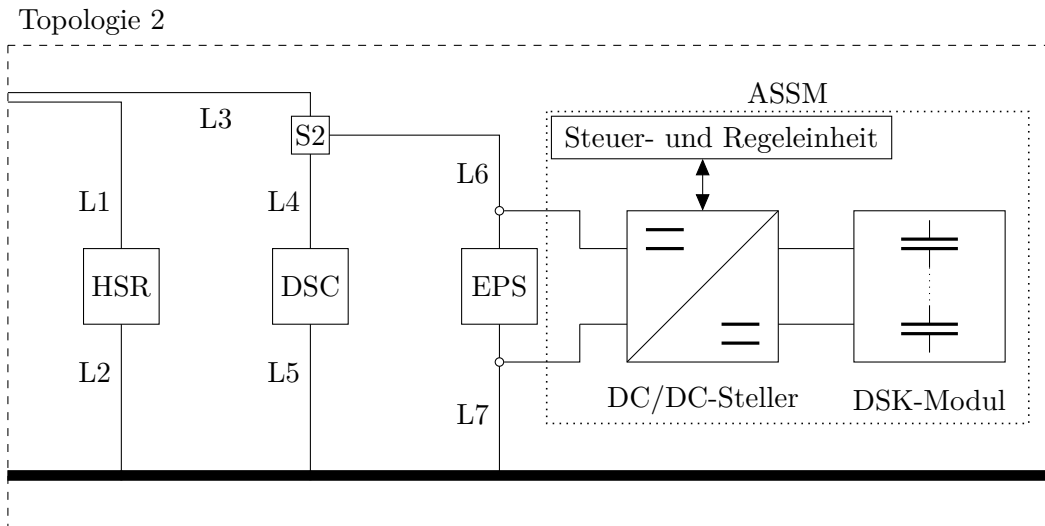 Topologie 2
ASSM
L3
S2
Steuer- und Regeleinheit
L6
L1
L4
HSR
DSC
EPS
L2
L5
DC/DC-Steller
DSK-Modul
L7